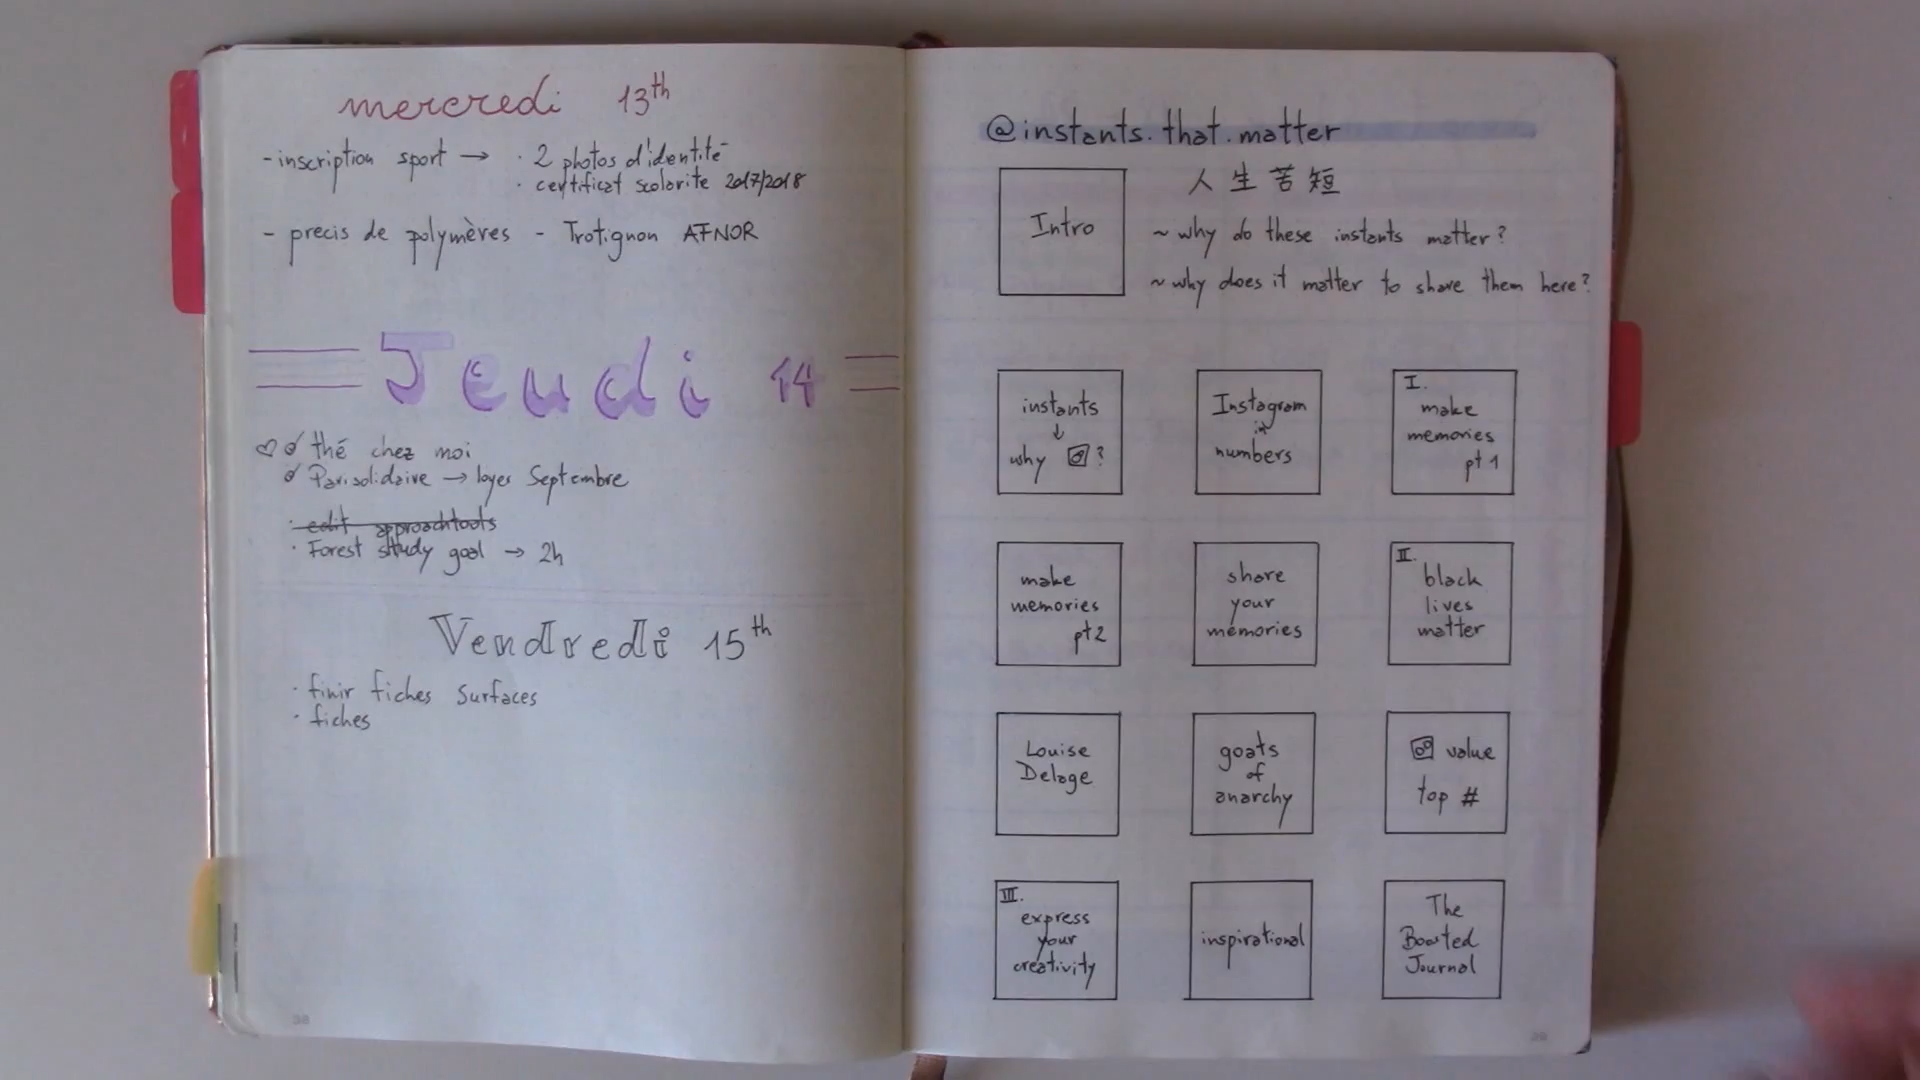 mercredi 13th
- inscription sport → · 2 photos d'identité
· certificat scolarite 2017/2018
- precis de polymères - Trotignon AFNOR
Jeudi 14
♡ thé chez moi
Parisolidaire → loyer Septembre
· edit approachtools
· Forest study goal → 2h
Vendredi 15th
· finir fiches Surfaces
· fiches
@instants.that.matter
人生苦短
Intro
~ why do these instants matter?
~ why does it matter to share them here?
instants
↓
why ?
Instagram
in
numbers
I.
make
memories
pt 1
make
memories
pt 2
share
your
memories
II.
black
lives
matter
Louise
Delage
goats
of
anarchy
value
top #
III.
express
your
creativity
inspirational
The
Boosted
Journal